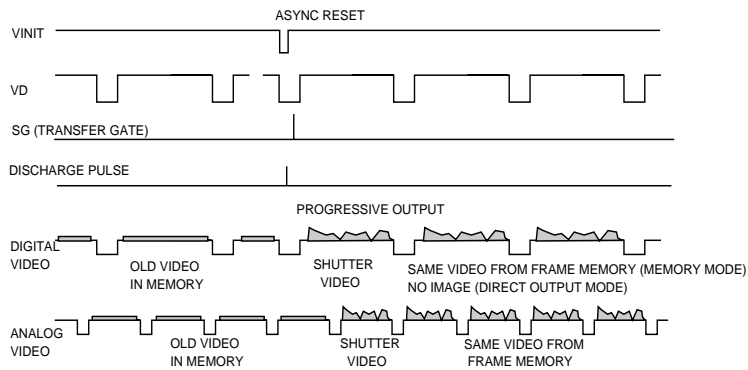 ASYNC RESET
VINIT
VD
SG (TRANSFER GATE)
DISCHARGE PULSE
PROGRESSIVE OUTPUT
DIGITAL
VIDEO
OLD VIDEO
IN MEMORY
SHUTTER
VIDEO
SAME VIDEO FROM FRAME MEMORY (MEMORY MODE)
NO IMAGE (DIRECT OUTPUT MODE)
ANALOG
VIDEO
OLD VIDEO
IN MEMORY
SHUTTER
VIDEO
SAME VIDEO FROM
FRAME MEMORY